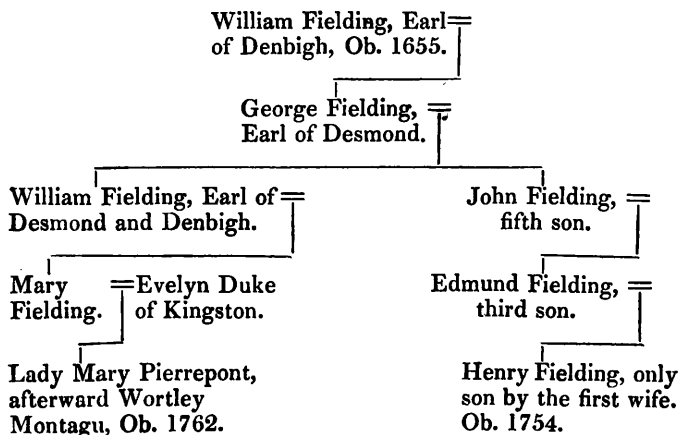 William Fielding, Earl
of Denbigh, Ob. 1655.
George Fielding,
Earl of Desmond.
William Fielding, Earl of
Desmond and Denbigh.
John Fielding,
fifth son.
Mary
Fielding.
Evelyn Duke
of Kingston.
Edmund Fielding,
third son.
Lady Mary Pierrepont,
afterward Wortley
Montagu, Ob. 1762.
Henry Fielding, only
son by the first wife.
Ob. 1754.